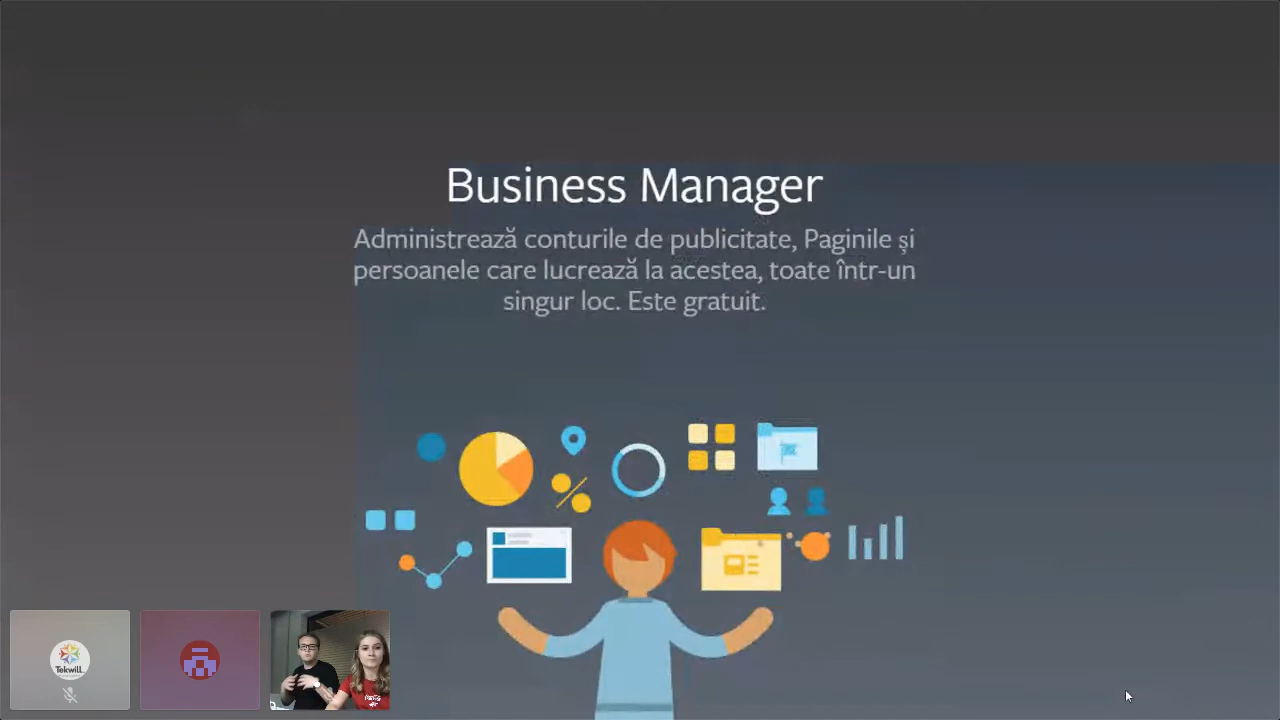 Business Manager
Administrează conturile de publicitate, Paginile și
persoanele care lucrează la acestea, toate într-un
singur loc. Este gratuit.
Tekwill